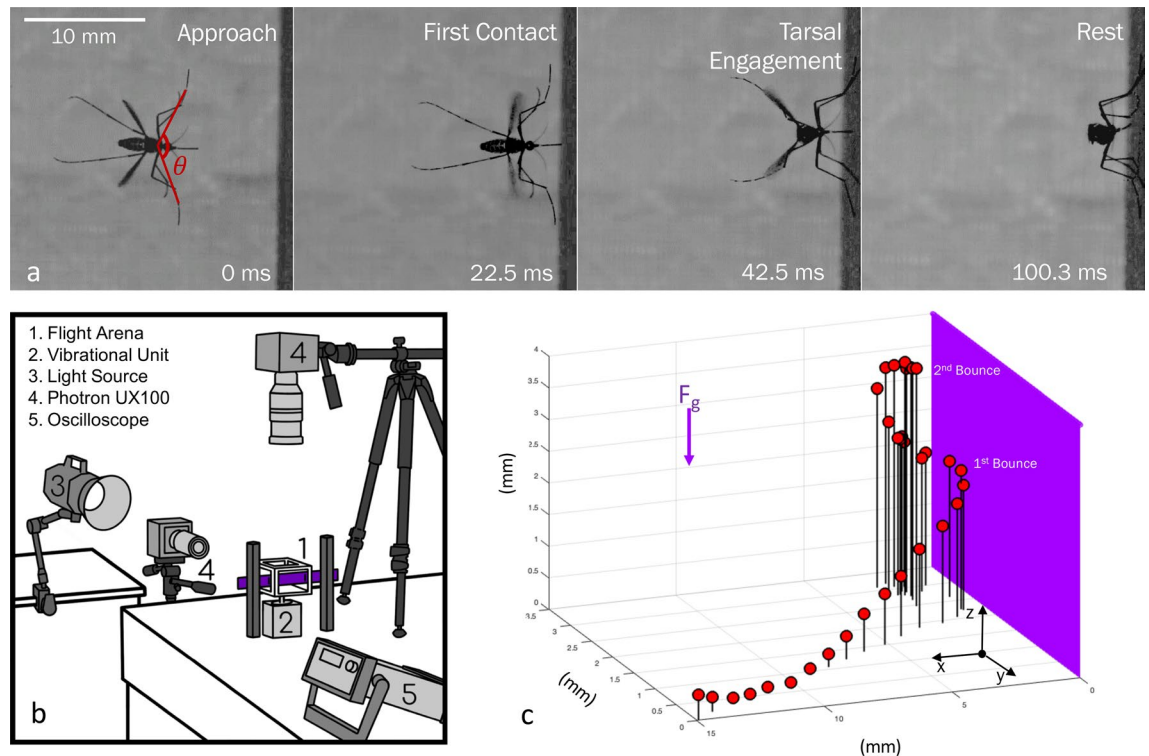 10 mm
Approach
θ
a
0 ms
First Contact
22.5 ms
Tarsal
Engagement
42.5 ms
Rest
100.3 ms
1. Flight Arena
2. Vibrational Unit
3. Light Source
4. Photron UX100
5. Oscilloscope
4
3
4
1
2
5
b
4
3.5
3
2.5
2
1.5
1
0.5
0
(mm)
3.5
3
2.5
2
1.5
1
0.5
0
(mm)
15
10
5
0
(mm)
Fg
2nd Bounce
1st Bounce
z
x
y
c